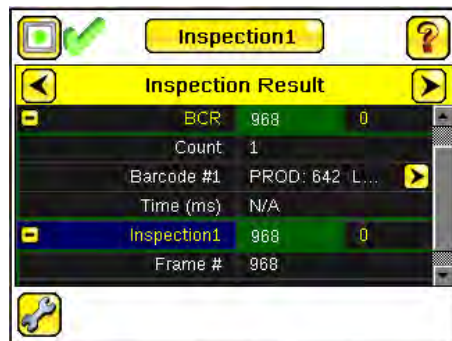 Inspection1
?
Inspection Result
BCR 968 0
Count 1
Barcode #1 PROD: 642 L...
Time (ms) N/A
Inspection1 968 0
Frame # 968